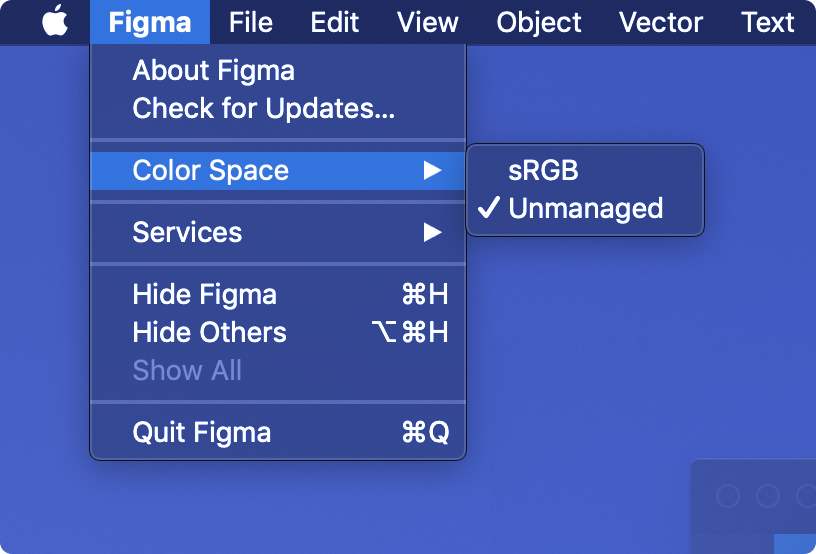 Figma File Edit View Object Vector Text
About Figma
Check for Updates...
Color Space ▶
sRGB
✓ Unmanaged
Services ▶
Hide Figma ⌘H
Hide Others ⌥⌘H
Show All
Quit Figma ⌘Q